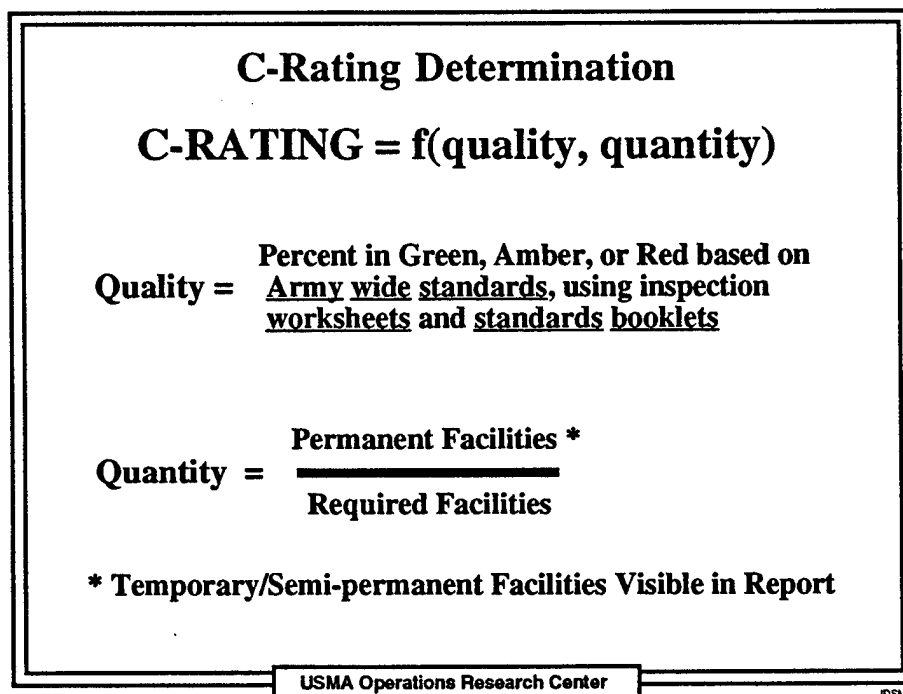 C-Rating Determination
C-RATING = f(quality, quantity)
Percent in Green, Amber, or Red based on
Quality = Army wide standards, using inspection
worksheets and standards booklets
Permanent Facilities *
Quantity =
Required Facilities
* Temporary/Semi-permanent Facilities Visible in Report
USMA Operations Research Center